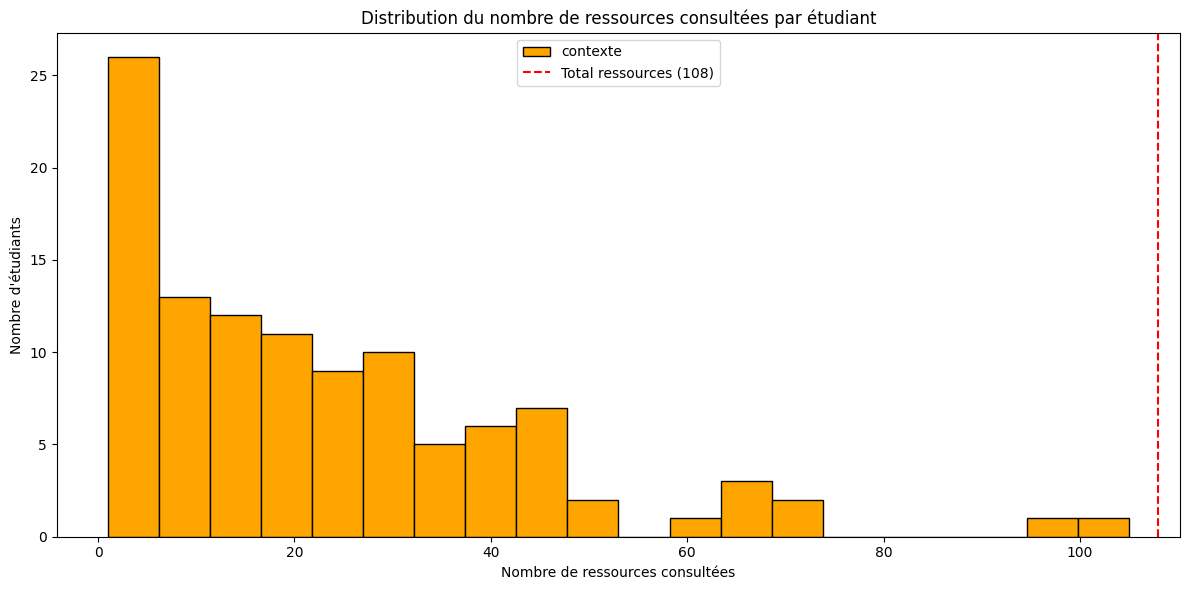 Distribution du nombre de ressources consultées par étudiant
contexte
Total ressources (108)
Nombre d'étudiants
25
20
15
10
5
0
0 20 40 60 80 100
Nombre de ressources consultées